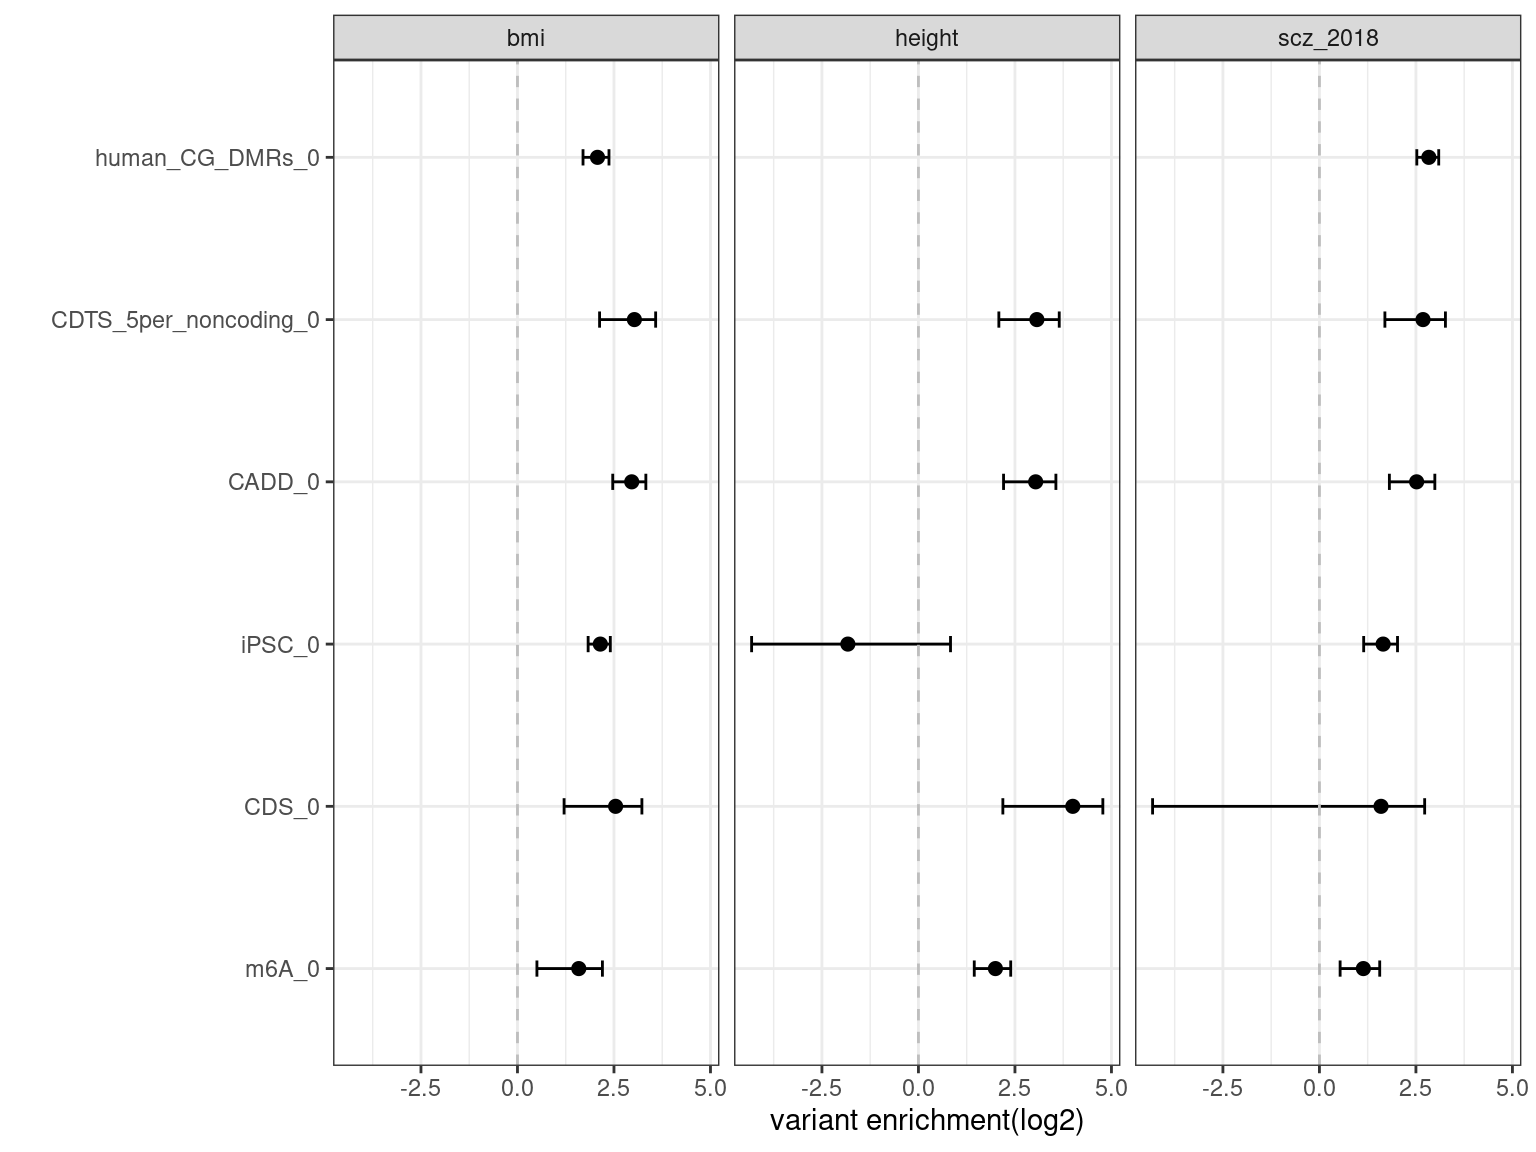 bmi height scz_2018
human_CG_DMRs_0
CDTS_5per_noncoding_0
CADD_0
iPSC_0
CDS_0
m6A_0
-2.5 0.0 2.5 5.0 -2.5 0.0 2.5 5.0 -2.5 0.0 2.5 5.0
variant enrichment(log2)